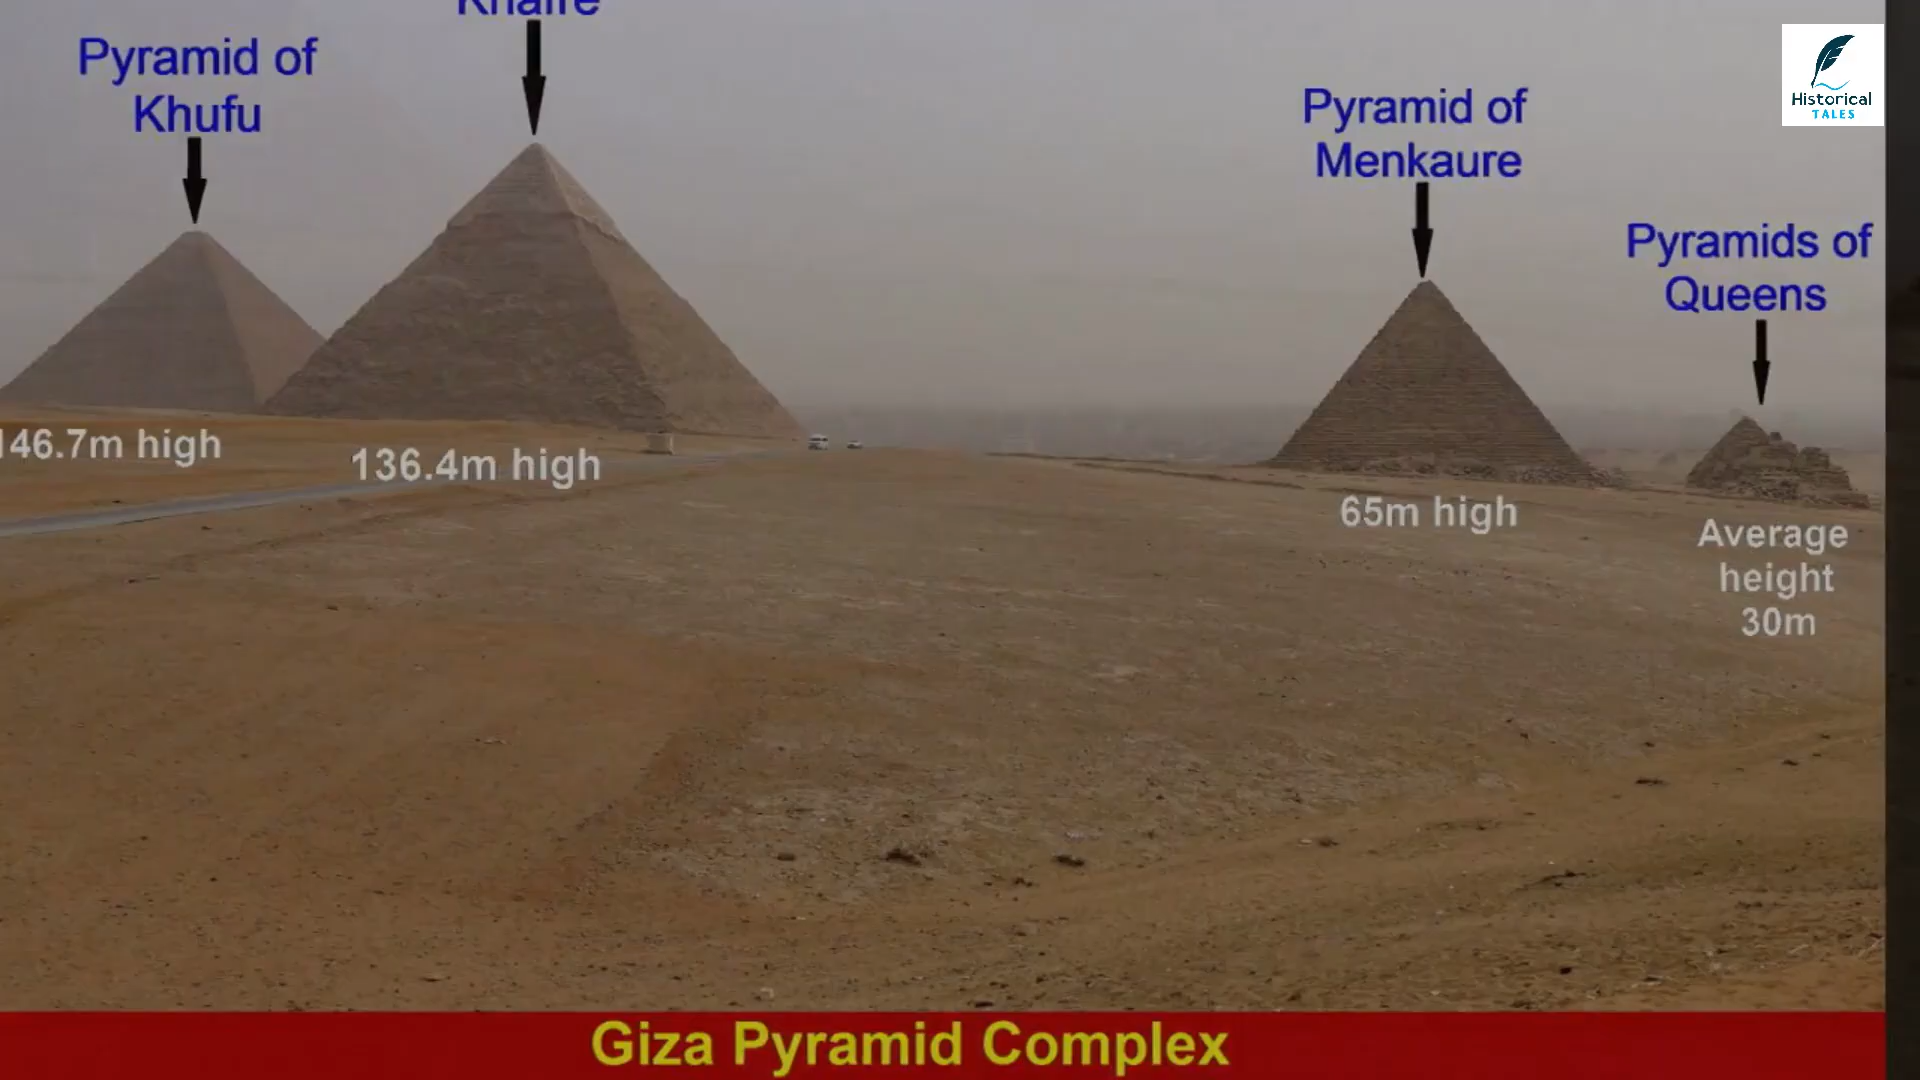 Khafre
Pyramid of
Khufu
Pyramid of
Menkaure
Historical
TALES
Pyramids of
Queens
146.7m high
136.4m high
65m high
Average
height
30m
Giza Pyramid Complex